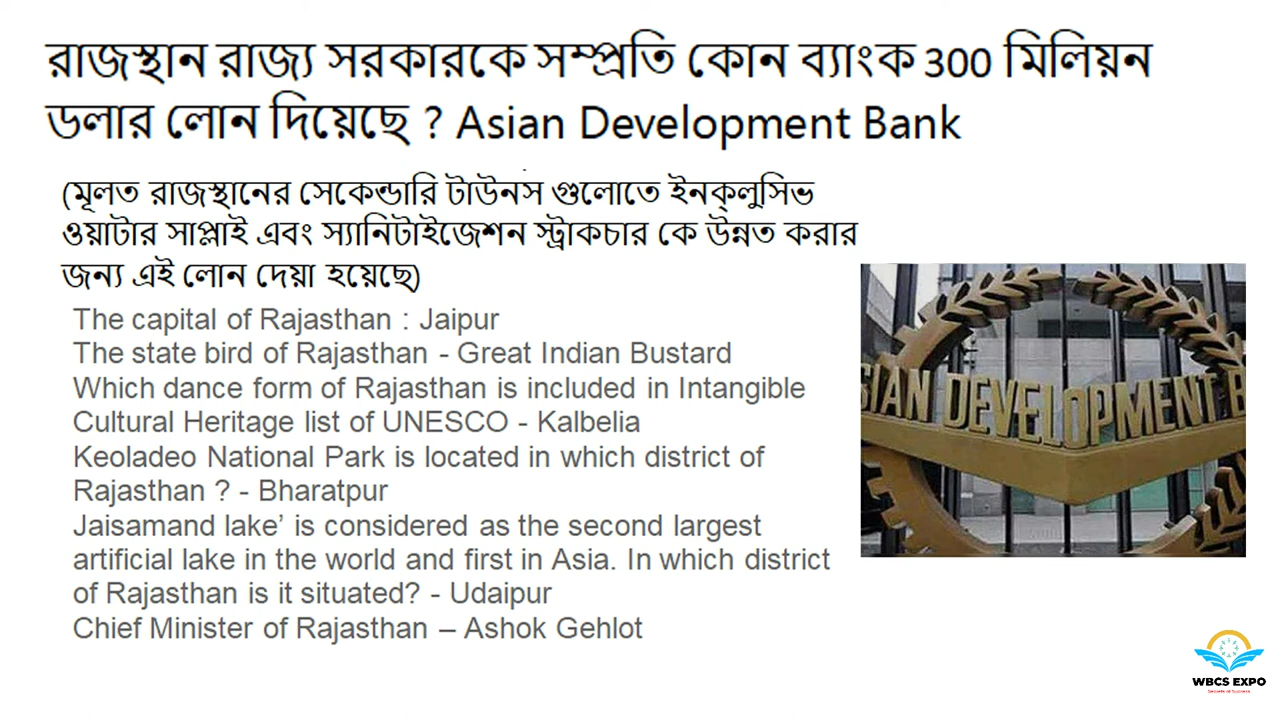 রাজস্থান রাজ্য সরকারকে সম্প্রতি কোন ব্যাংক 300 মিলিয়ন
ডলার লোন দিয়েছে ? Asian Development Bank
(মূলত রাজস্থানের সেকেন্ডারি টাউনস গুলোতে ইনক্লুসিভ
ওয়াটার সাপ্লাই এবং স্যানিটাইজেশন স্ট্রাকচার কে উন্নত করার
জন্য এই লোন দেয়া হয়েছে)
The capital of Rajasthan : Jaipur
The state bird of Rajasthan - Great Indian Bustard
Which dance form of Rajasthan is included in Intangible
Cultural Heritage list of UNESCO - Kalbelia
Keoladeo National Park is located in which district of
Rajasthan ? - Bharatpur
Jaisamand lake’ is considered as the second largest
artificial lake in the world and first in Asia. In which district
of Rajasthan is it situated? - Udaipur
Chief Minister of Rajasthan – Ashok Gehlot
SIAN DEVELOPMENT B
WBCS EXPO
Secrets of Success